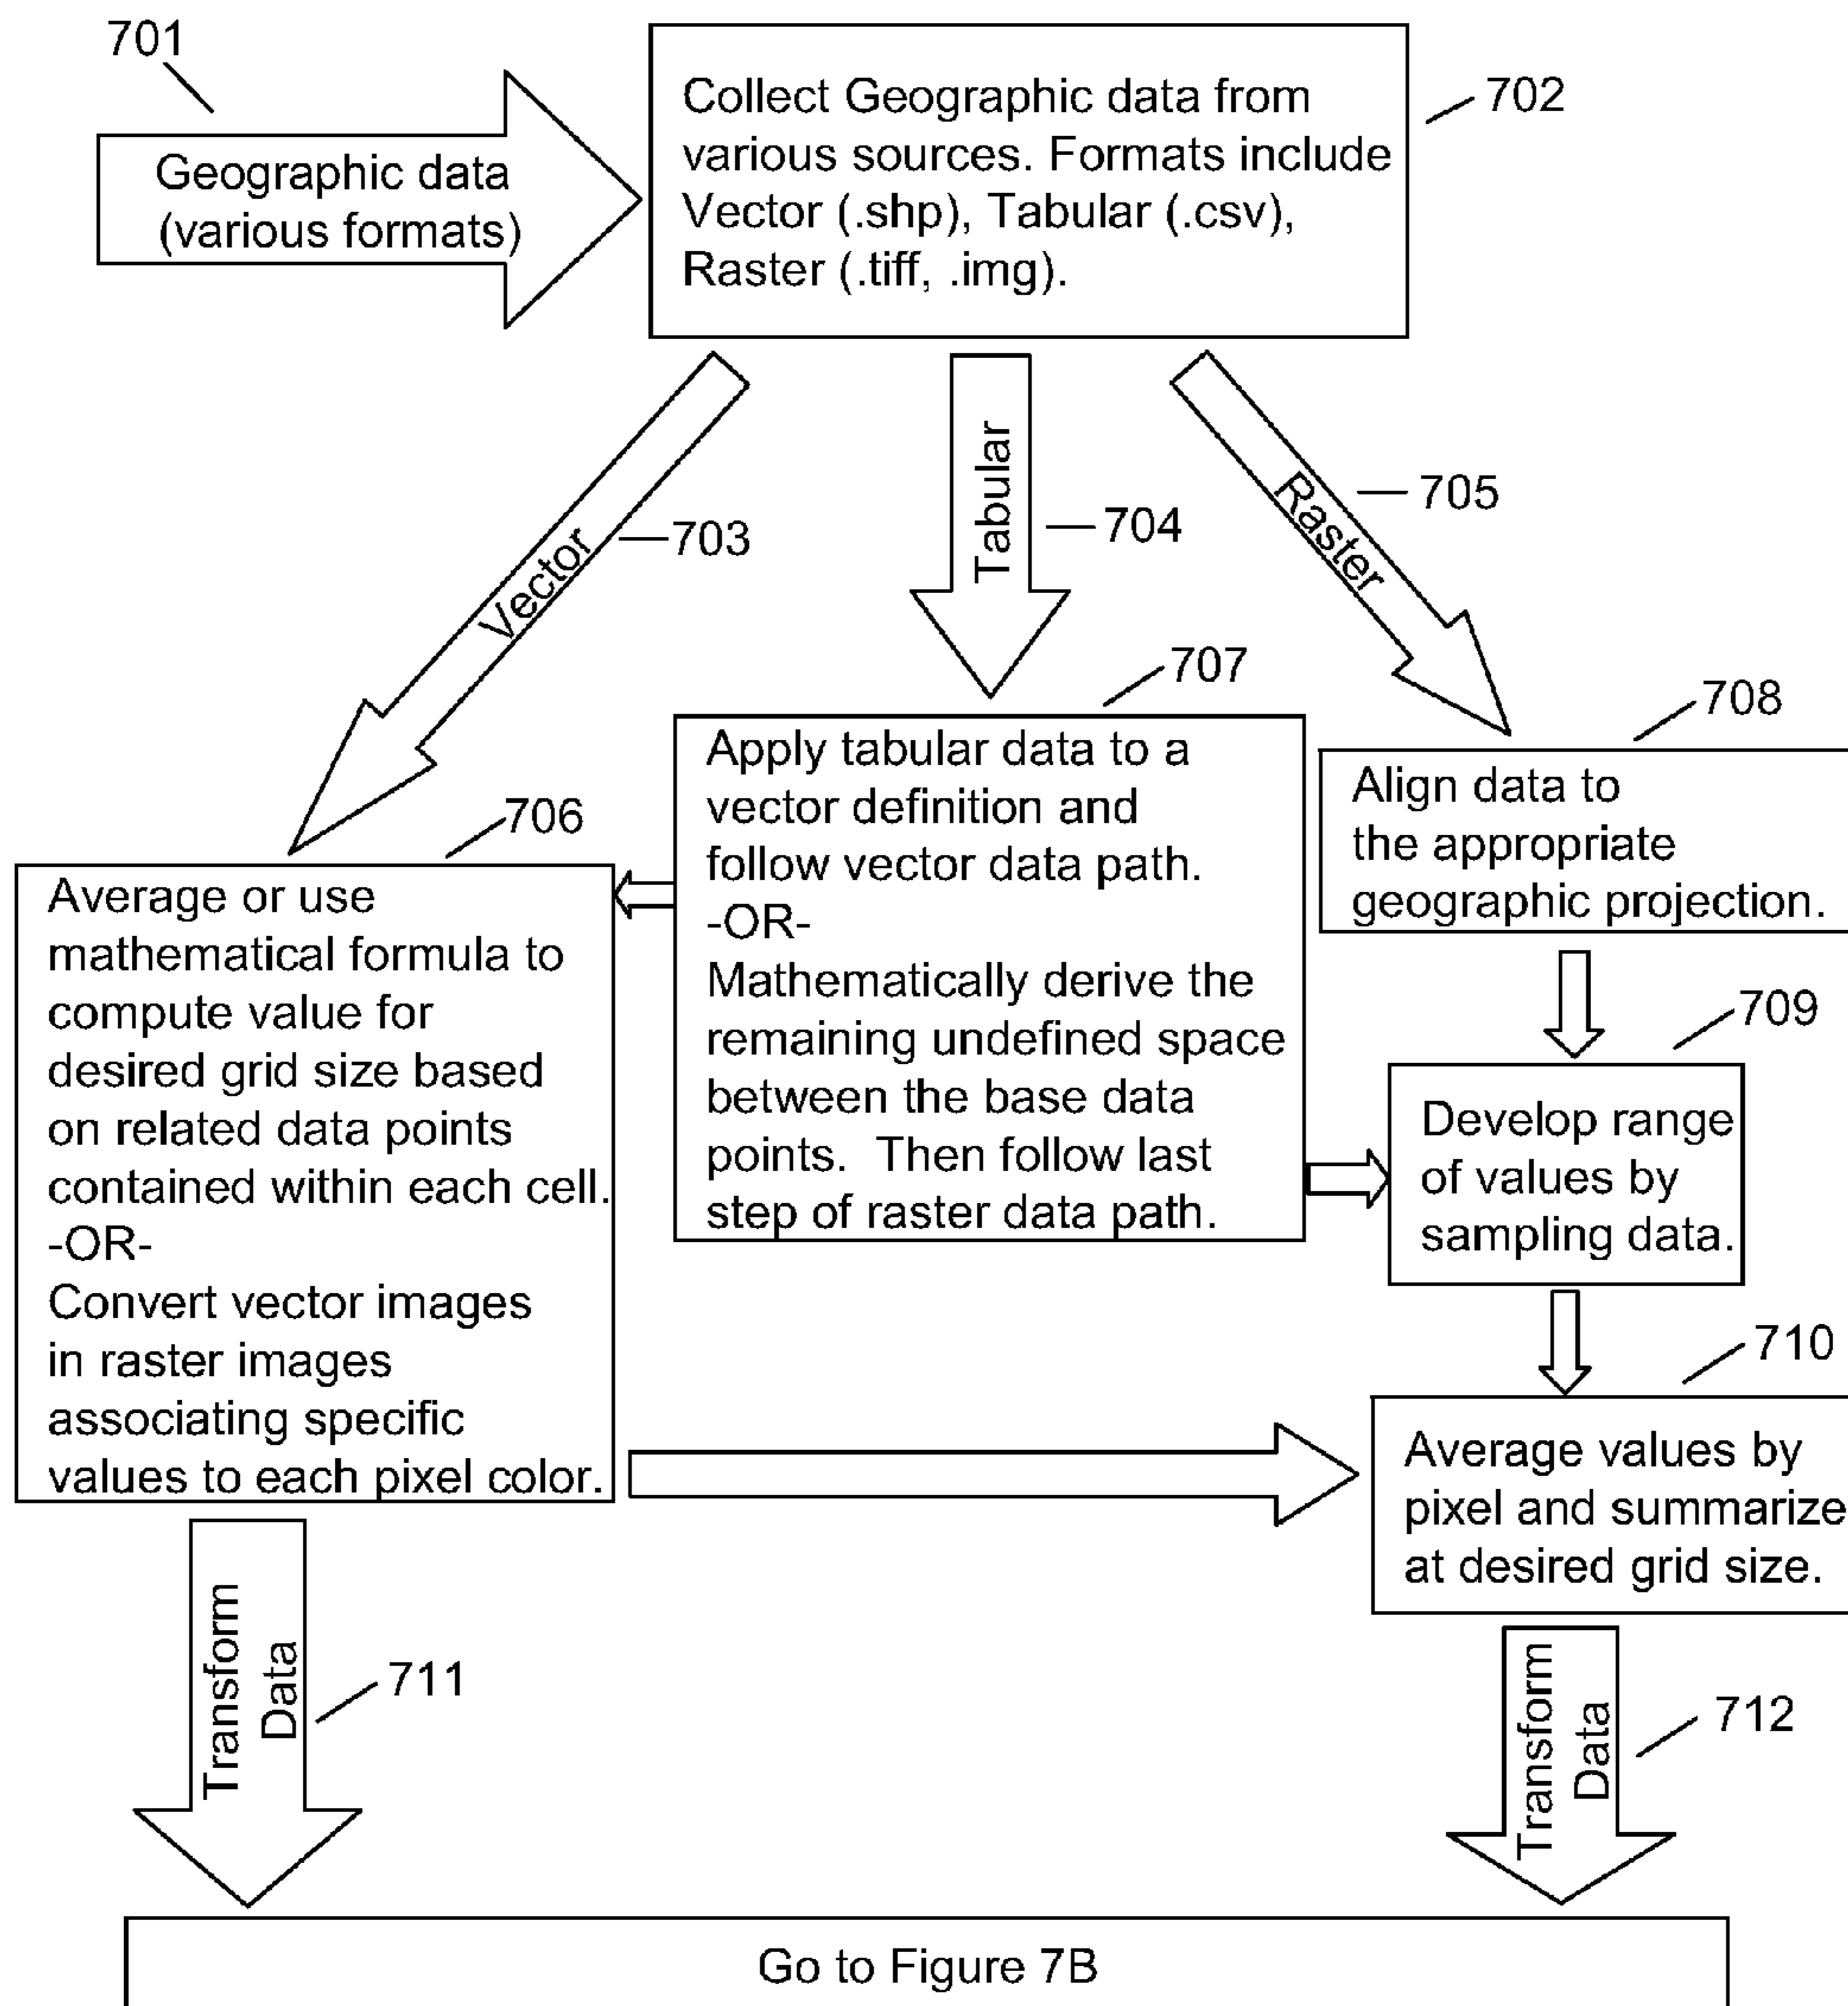 701
Geographic data
(various formats)
Collect Geographic data from
various sources. Formats include
Vector (.shp), Tabular (.csv),
Raster (.tiff, .img).
702
Vector
703
Tabular
704
Raster
705
706
Average or use
mathematical formula to
compute value for
desired grid size based
on related data points
contained within each cell.
-OR-
Convert vector images
in raster images
associating specific
values to each pixel color.
707
Apply tabular data to a
vector definition and
follow vector data path.
-OR-
Mathematically derive the
remaining undefined space
between the base data
points. Then follow last
step of raster data path.
708
Align data to
the appropriate
geographic projection.
709
Develop range
of values by
sampling data.
710
Average values by
pixel and summarize
at desired grid size.
Transform
Data
711
Transform
Data
712
Go to Figure 7B